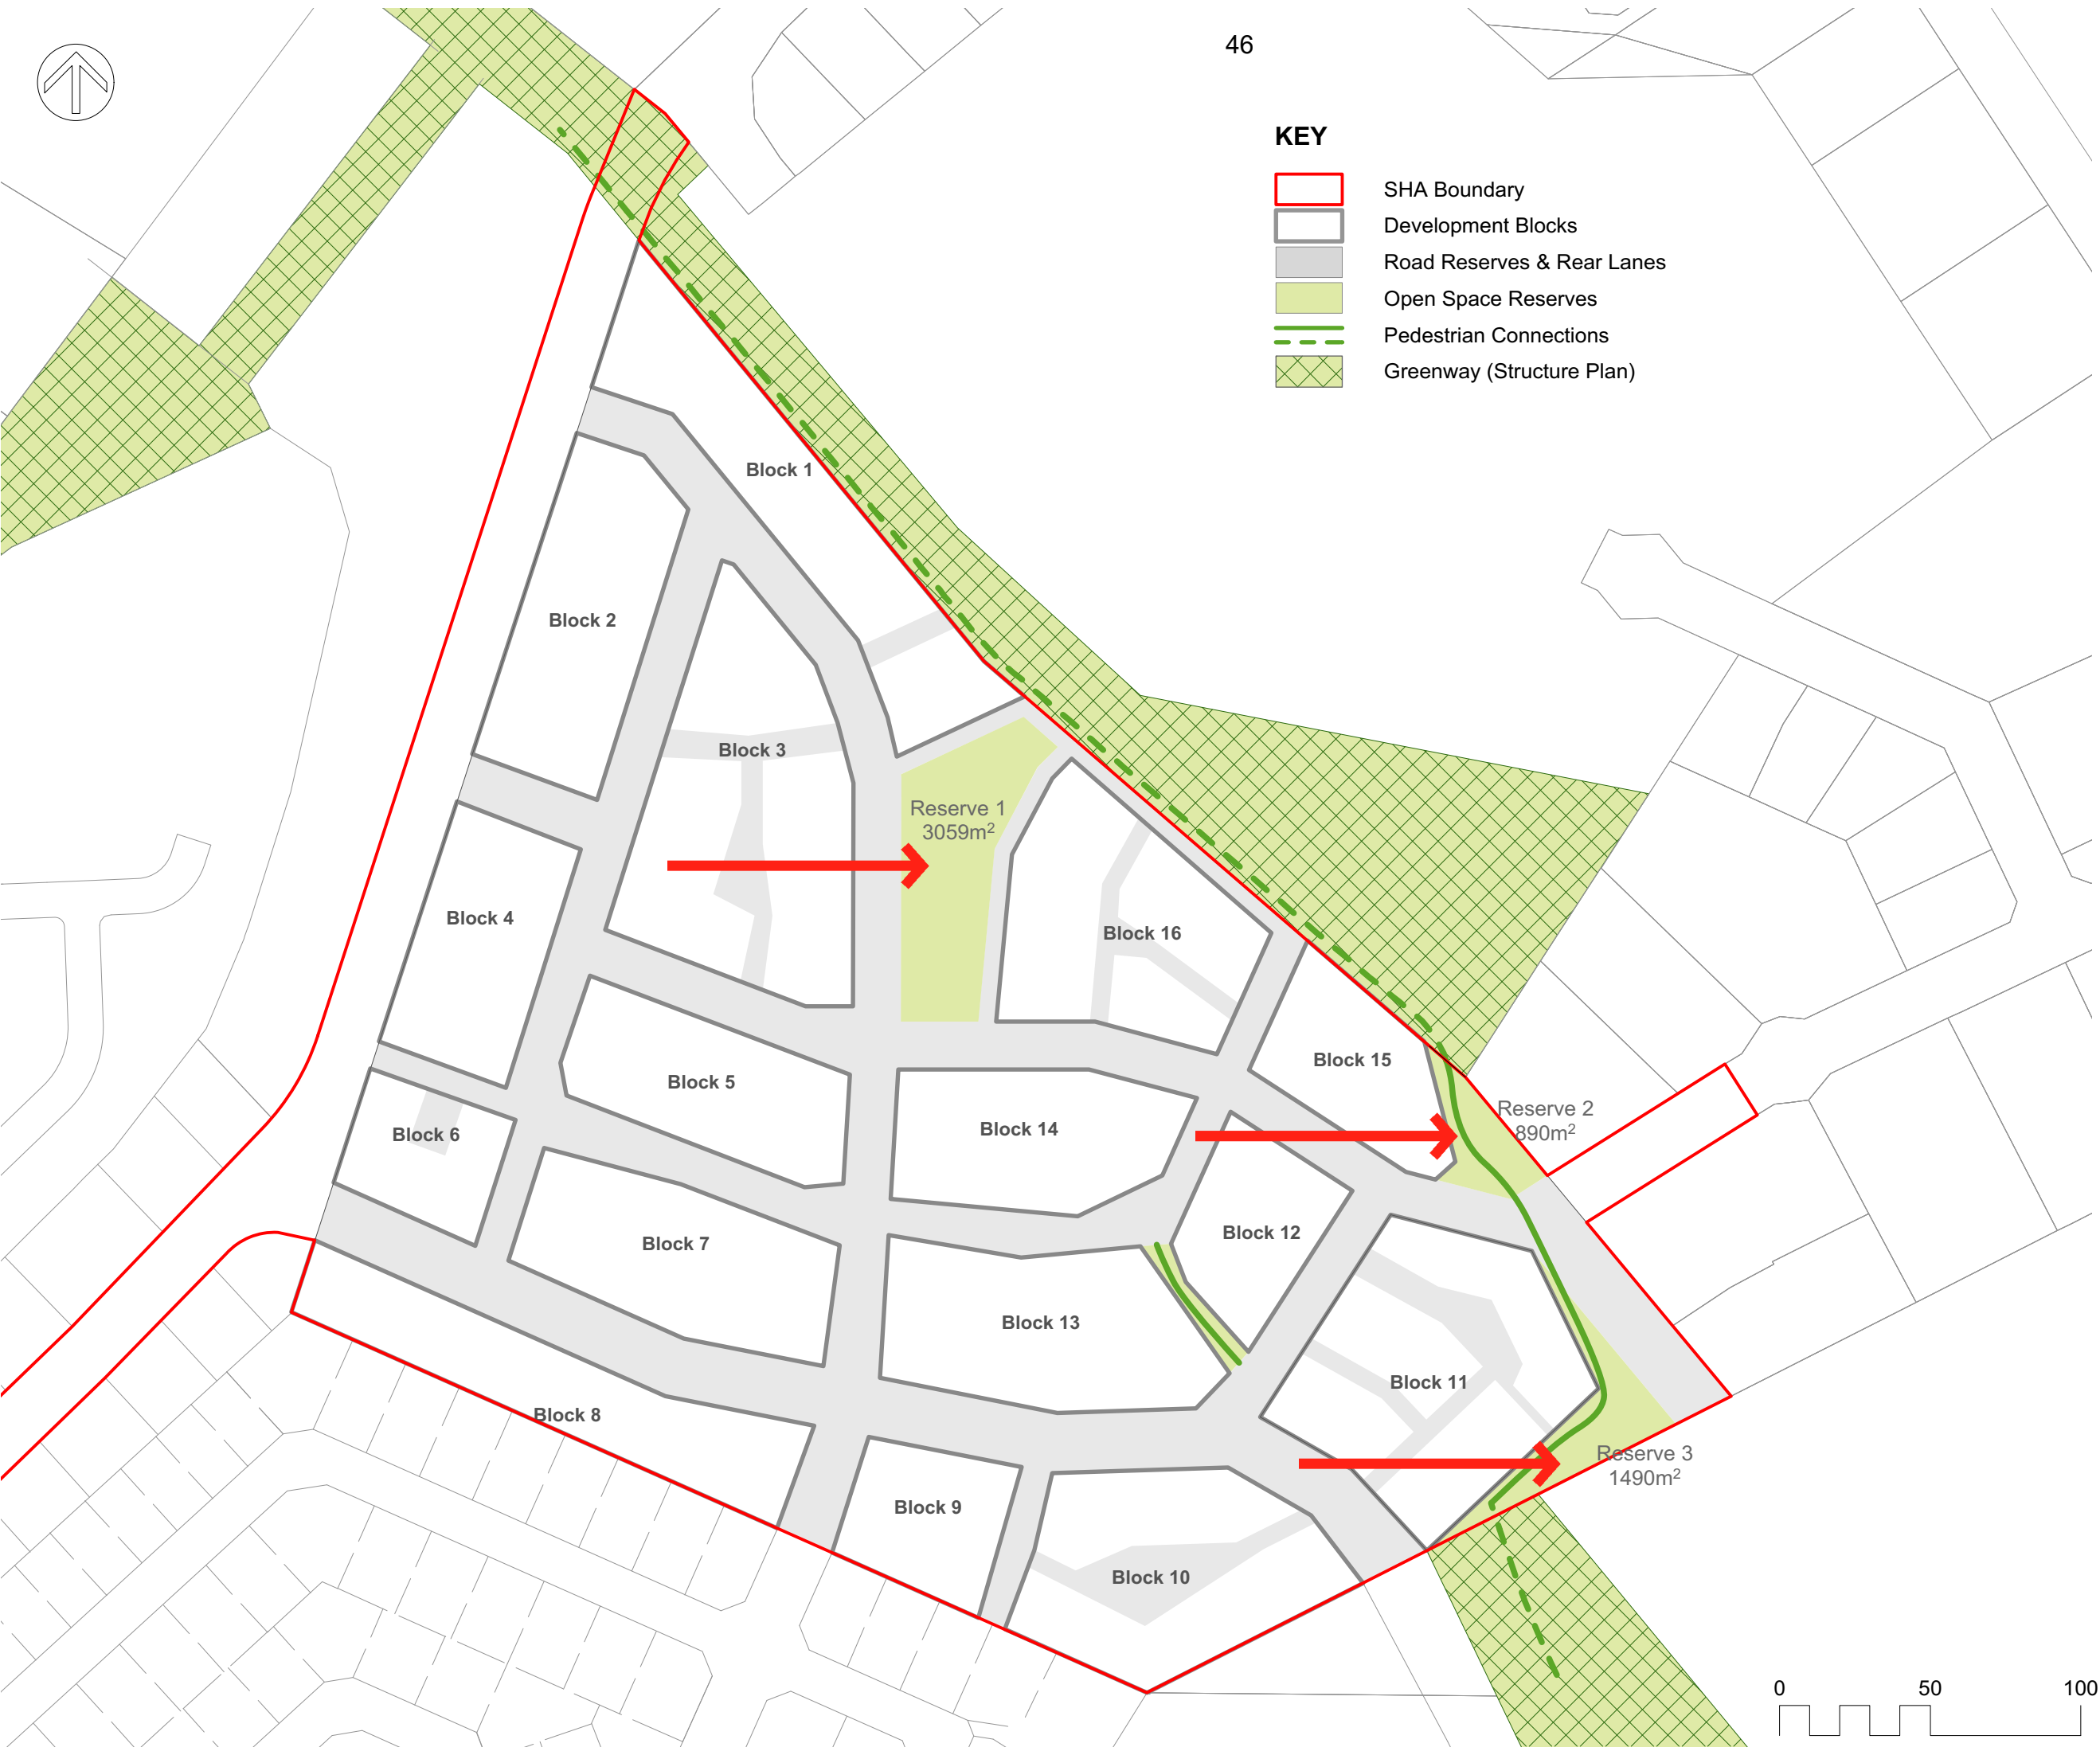 46
KEY
SHA Boundary
Development Blocks
Road Reserves & Rear Lanes
Open Space Reserves
Pedestrian Connections
Greenway (Structure Plan)
Block 1
Block 2
Block 3
Reserve 1
3059m²
Block 4
Block 16
Block 15
Block 5
Reserve 2
890m²
Block 14
Block 6
Block 12
Block 7
Block 13
Block 11
Block 8
Reserve 3
1490m²
Block 9
Block 10
0 50 100